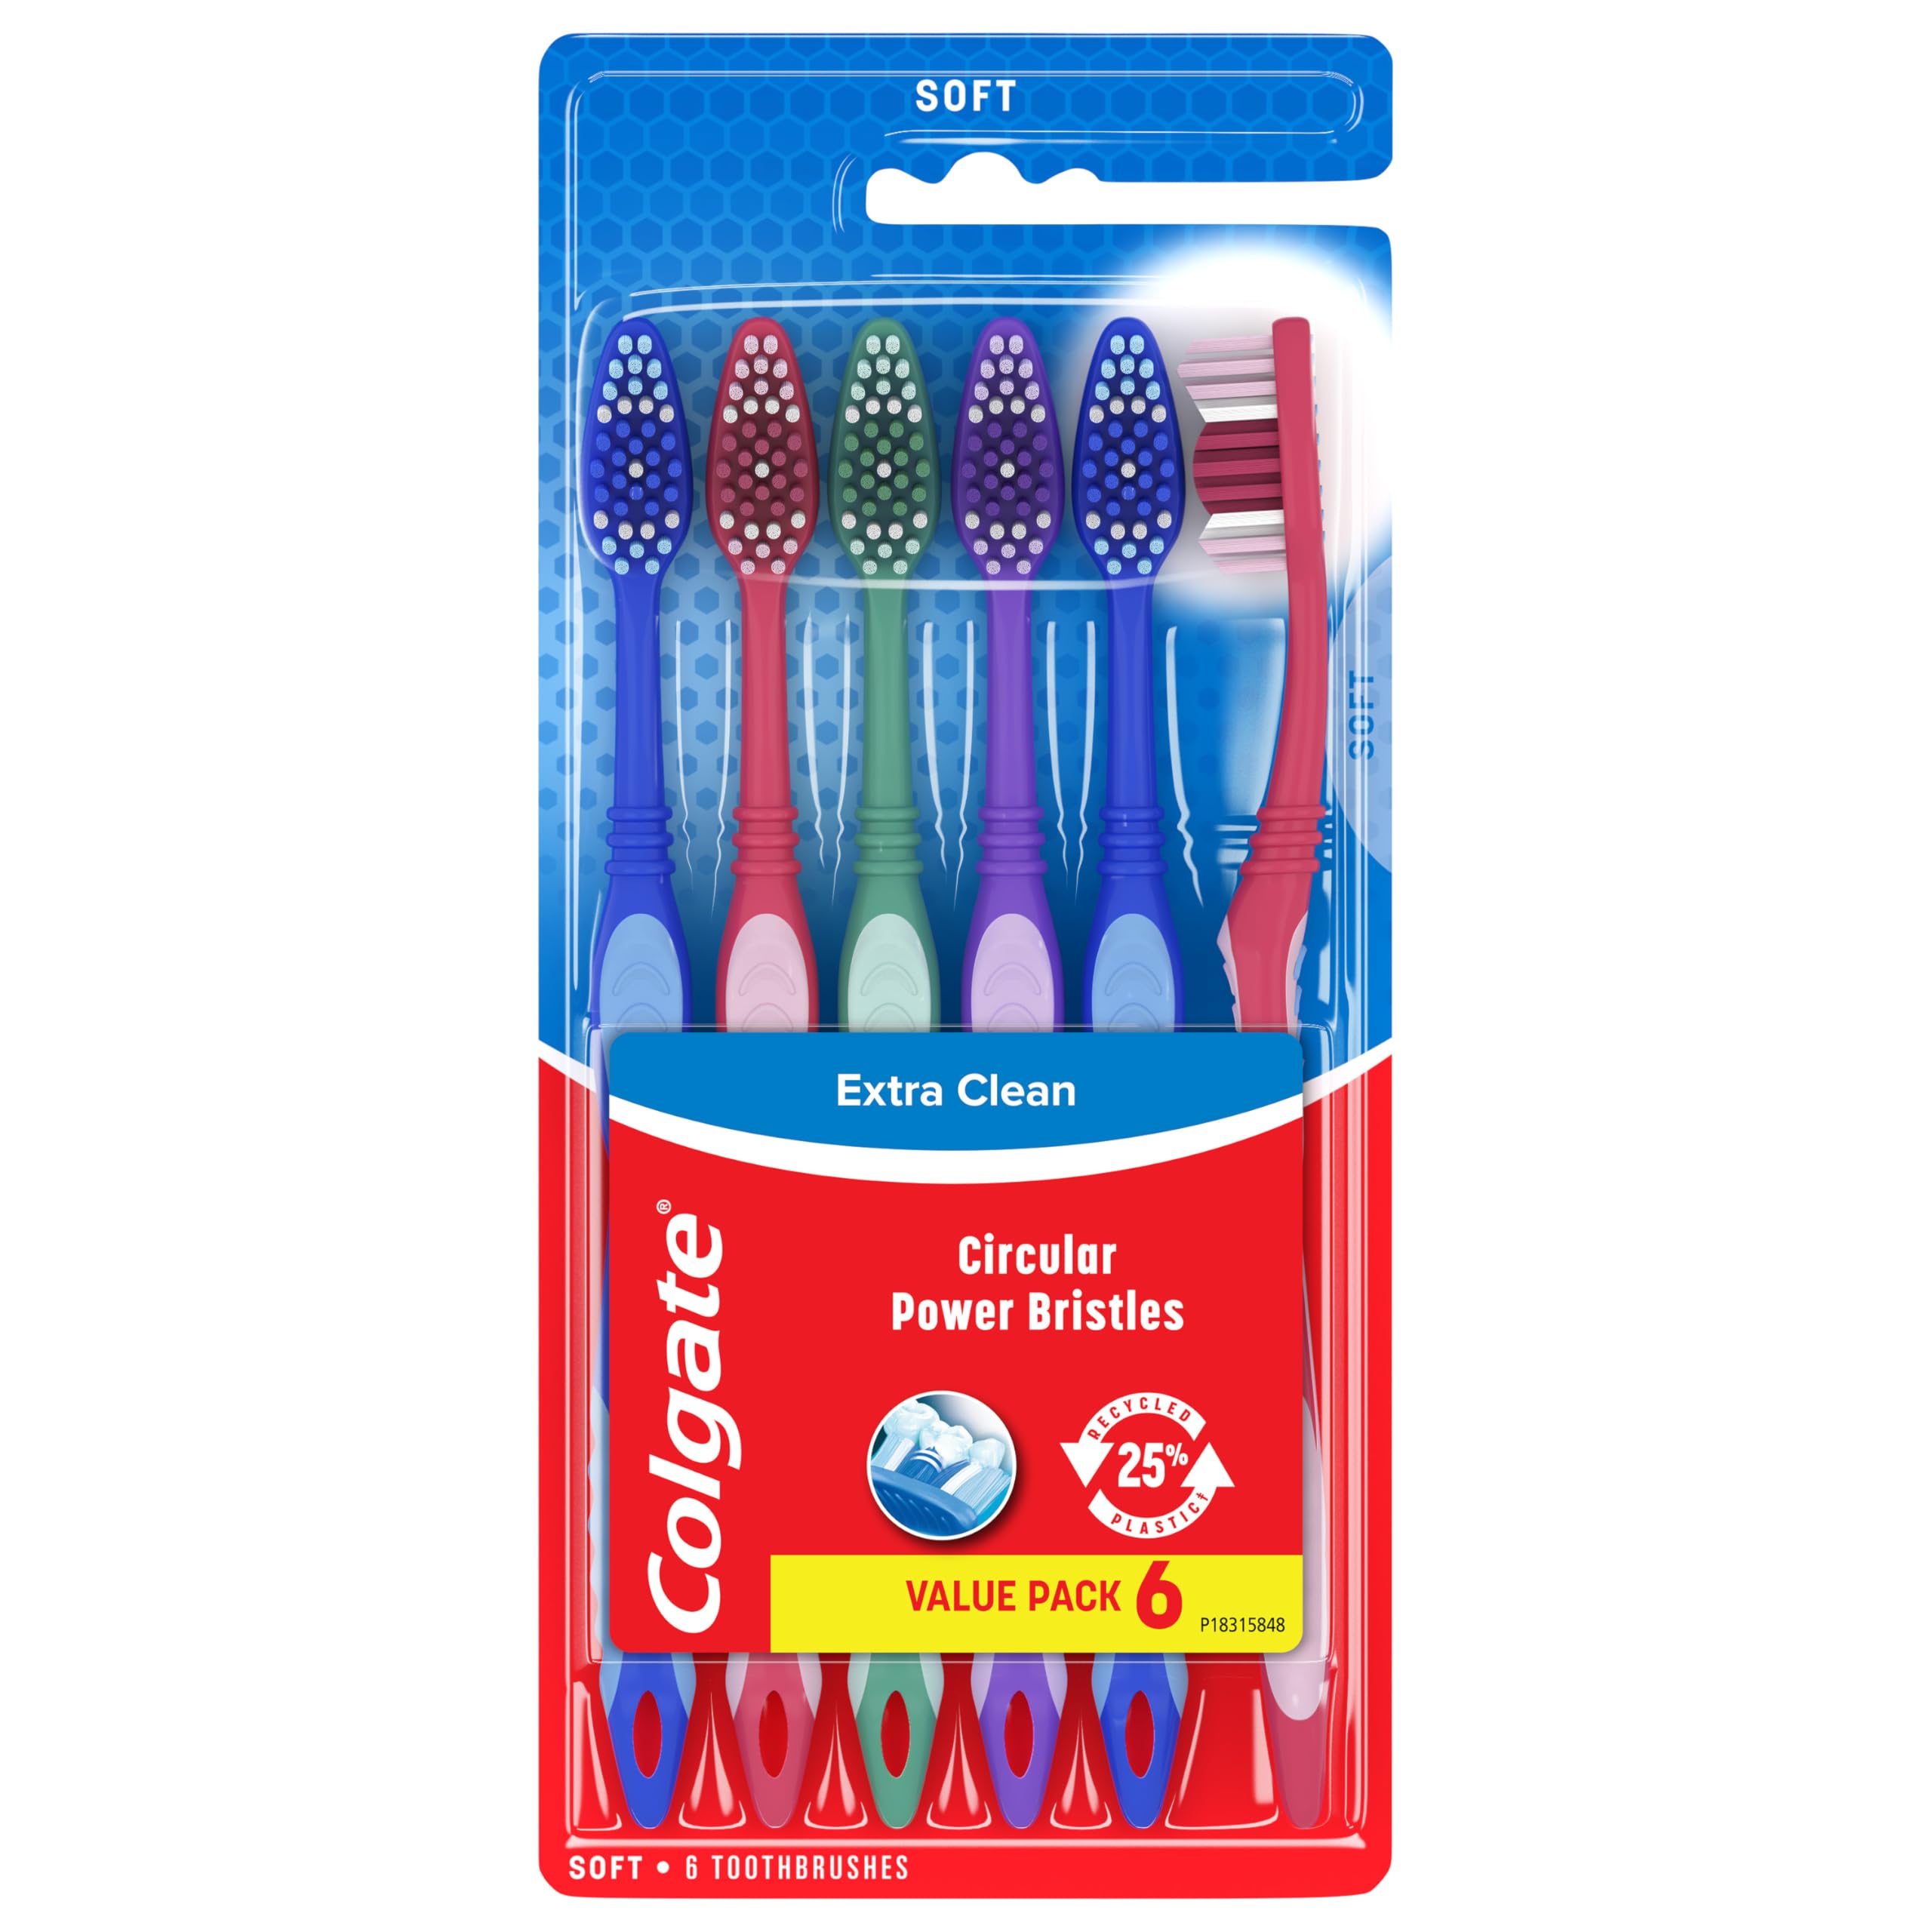 SOFT
SOFT
Extra Clean
Colgate®
Circular
Power Bristles
RECYCLED
25%
PLASTIC†
VALUE PACK 6
P18315848
SOFT • 6 TOOTHBRUSHES